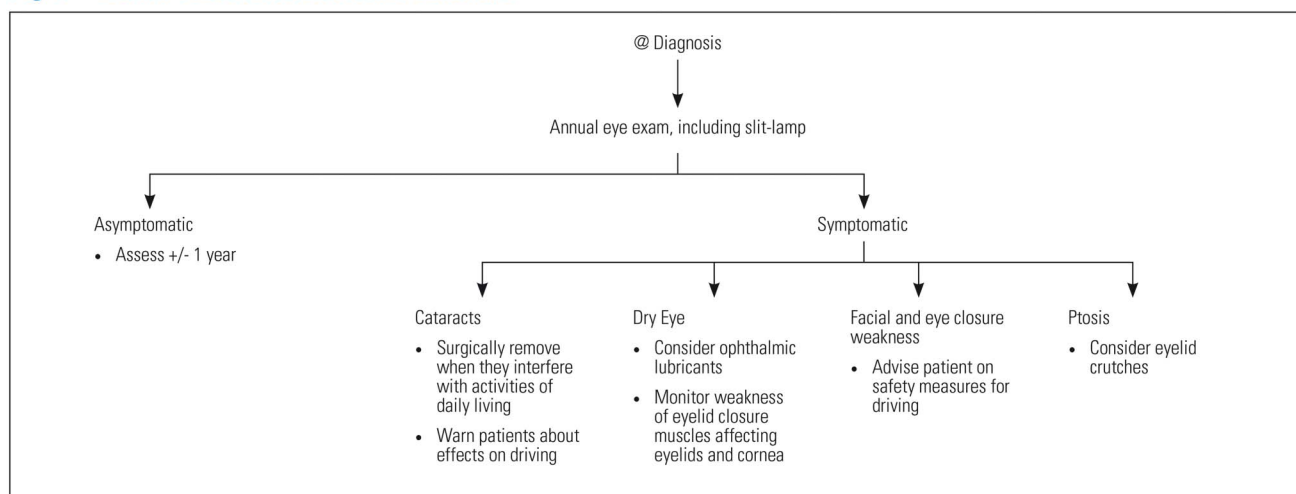 @ Diagnosis
Annual eye exam, including slit-lamp
Asymptomatic
• Assess +/- 1 year
Symptomatic
Cataracts
• Surgically remove
when they interfere
with activities of
daily living
• Warn patients about
effects on driving
Dry Eye
• Consider ophthalmic
lubricants
• Monitor weakness
of eyelid closure
muscles affecting
eyelids and cornea
Facial and eye closure
weakness
• Advise patient on
safety measures for
driving
Ptosis
• Consider eyelid
crutches